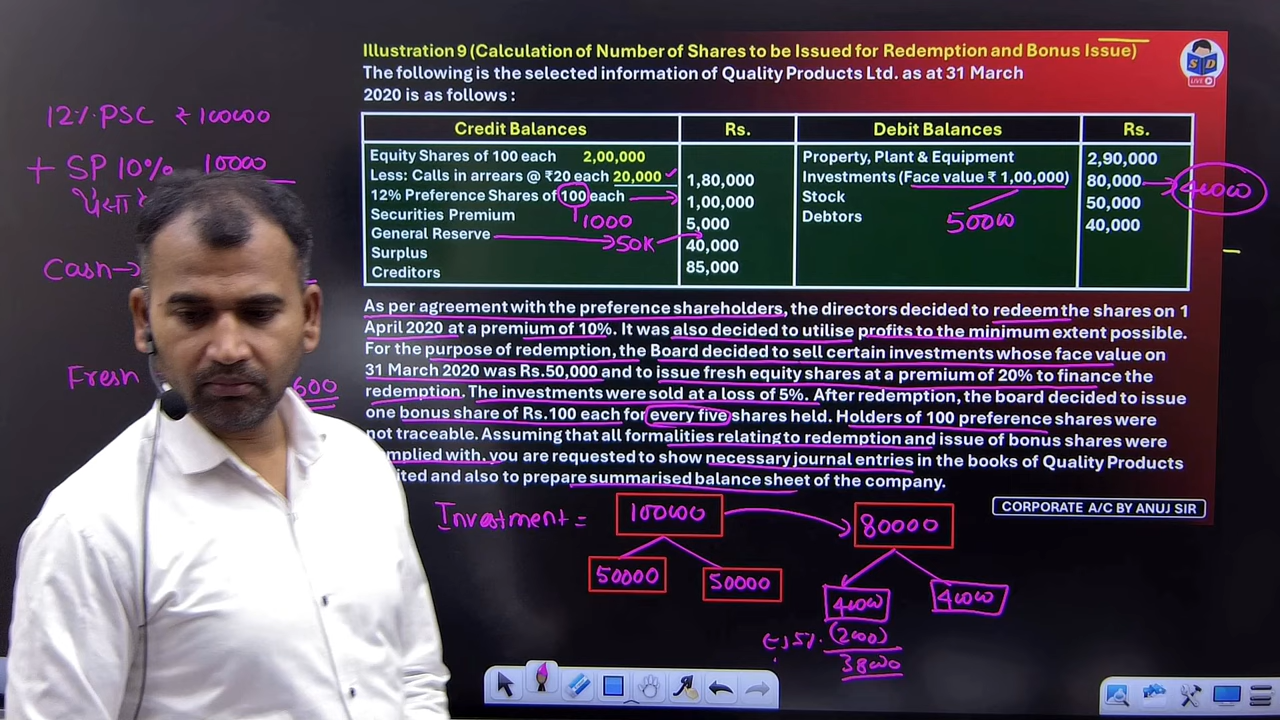 Illustration 9 (Calculation of Number of Shares to be Issued for Redemption and Bonus Issue)
The following is the selected information of Quality Products Ltd. as at 31 March
2020 is as follows :
S D
LIVE
Credit Balances Rs. Debit Balances Rs.
Equity Shares of 100 each 2,00,000
Less: Calls in arrears @ ₹20 each 20,000 1,80,000
12% Preference Shares of 100 each 1,00,000
Securities Premium 5,000
General Reserve 40,000
Surplus 85,000
Creditors
1000
50K
Property, Plant & Equipment 2,90,000
Investments (Face value ₹ 1,00,000) 80,000
Stock 50,000
Debtors 40,000
50000
40000
12% PSC ₹100000
+ SP 10% 10000
Cash→
Fresh
600
As per agreement with the preference shareholders, the directors decided to redeem the shares on 1
April 2020 at a premium of 10%. It was also decided to utilise profits to the minimum extent possible.
For the purpose of redemption, the Board decided to sell certain investments whose face value on
31 March 2020 was Rs.50,000 and to issue fresh equity shares at a premium of 20% to finance the
redemption. The investments were sold at a loss of 5%. After redemption, the board decided to issue
one bonus share of Rs.100 each for every five shares held. Holders of 100 preference shares were
not traceable. Assuming that all formalities relating to redemption and issue of bonus shares were
mplied with, you are requested to show necessary journal entries in the books of Quality Products
ited and also to prepare summarised balance sheet of the company.
CORPORATE A/C BY ANUJ SIR
Investment = 100000 80000
50000 50000 40000 40000
(-) 5% (2000)
38000